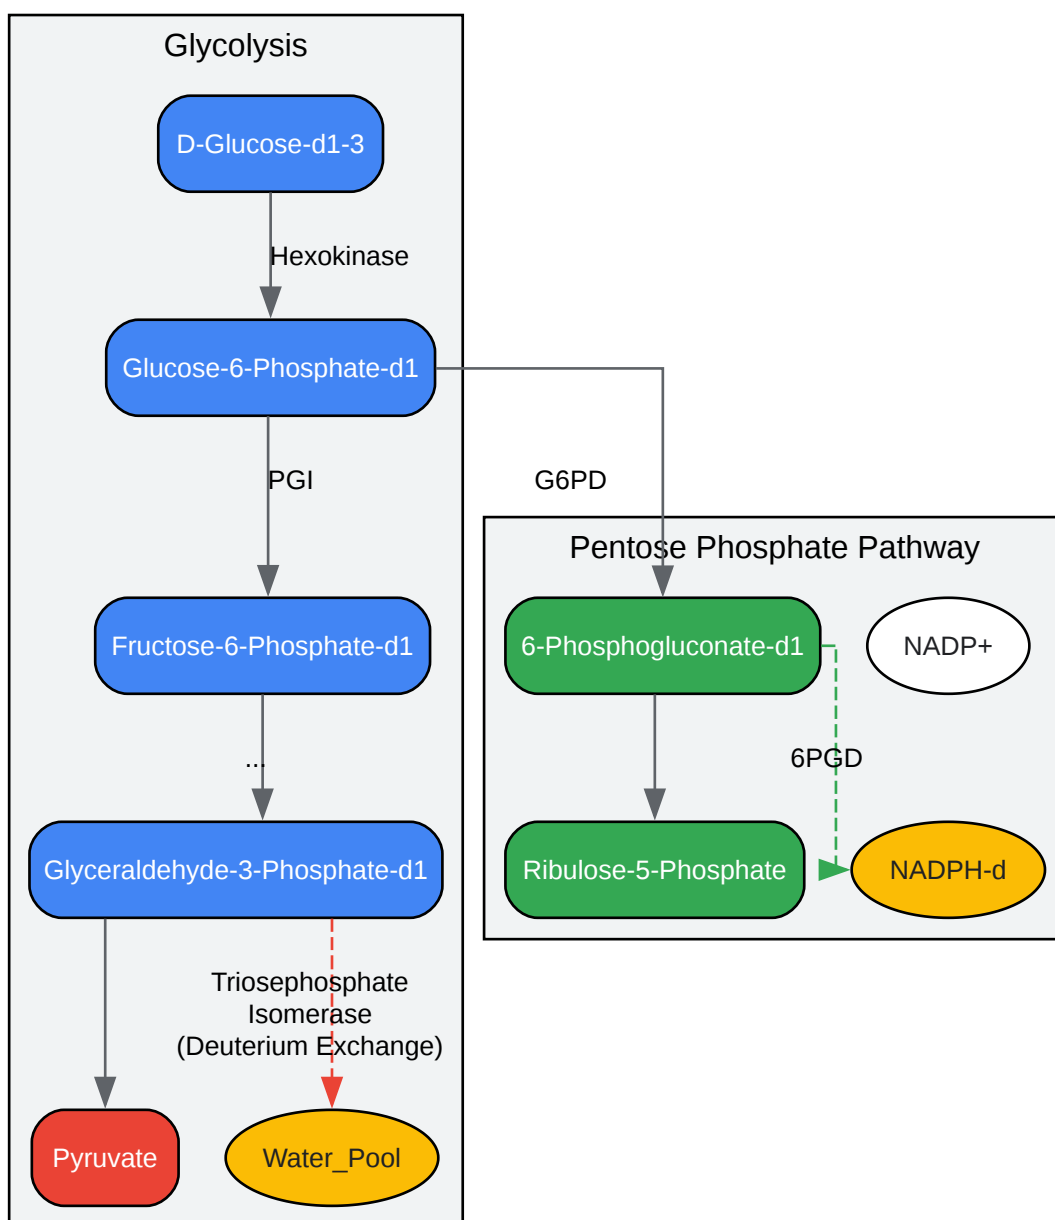 Glycolysis
D-Glucose-d1-3
Hexokinase
Glucose-6-Phosphate-d1
PGI
G6PD
Pentose Phosphate Pathway
Fructose-6-Phosphate-d1
6-Phosphogluconate-d1
NADP+
...
6PGD
Glyceraldehyde-3-Phosphate-d1
Ribulose-5-Phosphate
NADPH-d
Triosephosphate
Isomerase
(Deuterium Exchange)
Pyruvate
Water_Pool